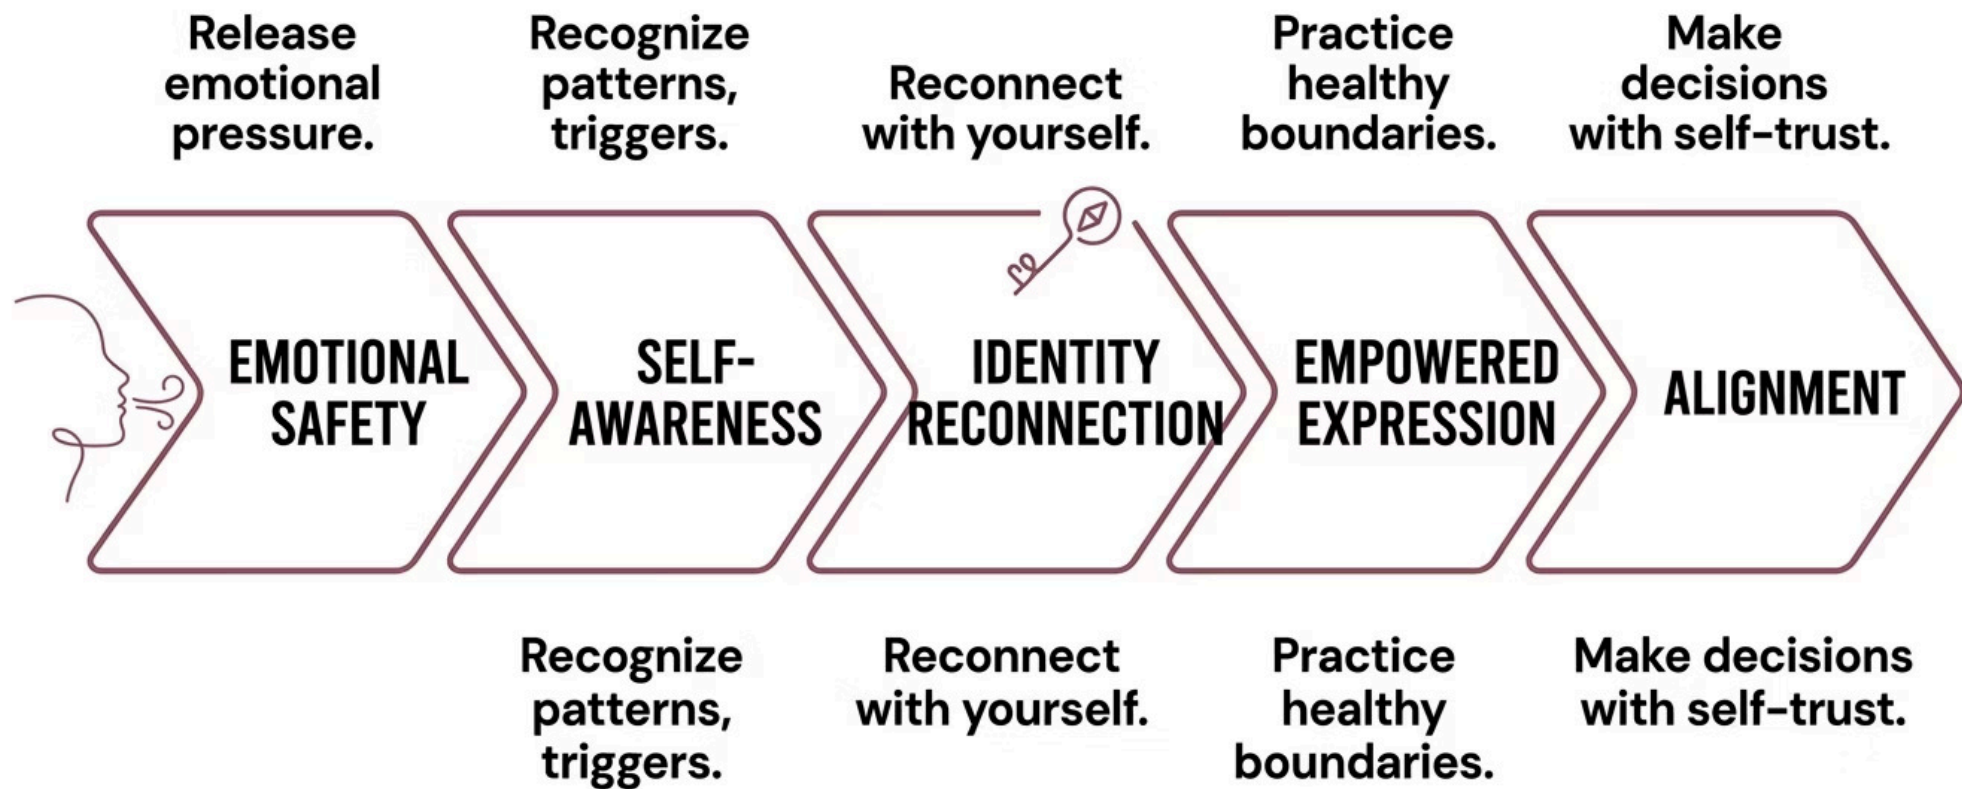 Release
emotional
pressure.
Recognize
patterns,
triggers.
Reconnect
with yourself.
Practice
healthy
boundaries.
Make
decisions
with self-trust.
EMOTIONAL
SAFETY
SELF-
AWARENESS
IDENTITY
RECONNECTION
EMPOWERED
EXPRESSION
ALIGNMENT
Recognize
patterns,
triggers.
Reconnect
with yourself.
Practice
healthy
boundaries.
Make decisions
with self-trust.